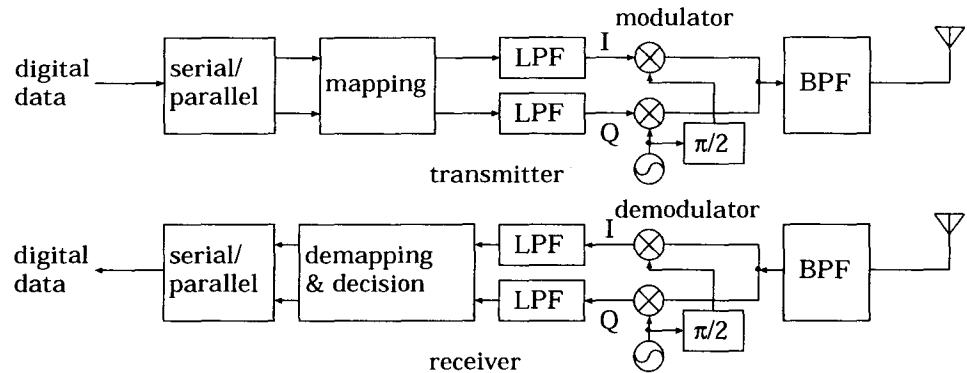 modulator
digital
data
serial/
parallel
mapping
LPF
LPF
I
Q
π/2
BPF
transmitter
demodulator
digital
data
serial/
parallel
demapping
& decision
LPF
LPF
I
Q
π/2
BPF
receiver